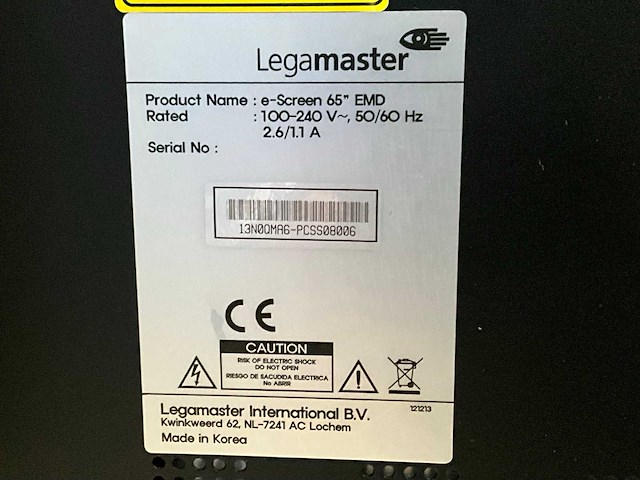 Legamaster
Product Name : e-Screen 65" EMD
Rated : 100-240 V~, 50/60 Hz
2.6/1.1 A
Serial No :
13N0QMA6-PCSS08006
CE
CAUTION
RISK OF ELECTRIC SHOCK
DO NOT OPEN
RIESGO DE SACUDIDA ELECTRICA
No ABRIR
Legamaster International B.V.
121213
Kwinkweerd 62, NL-7241 AC Lochem
Made in Korea